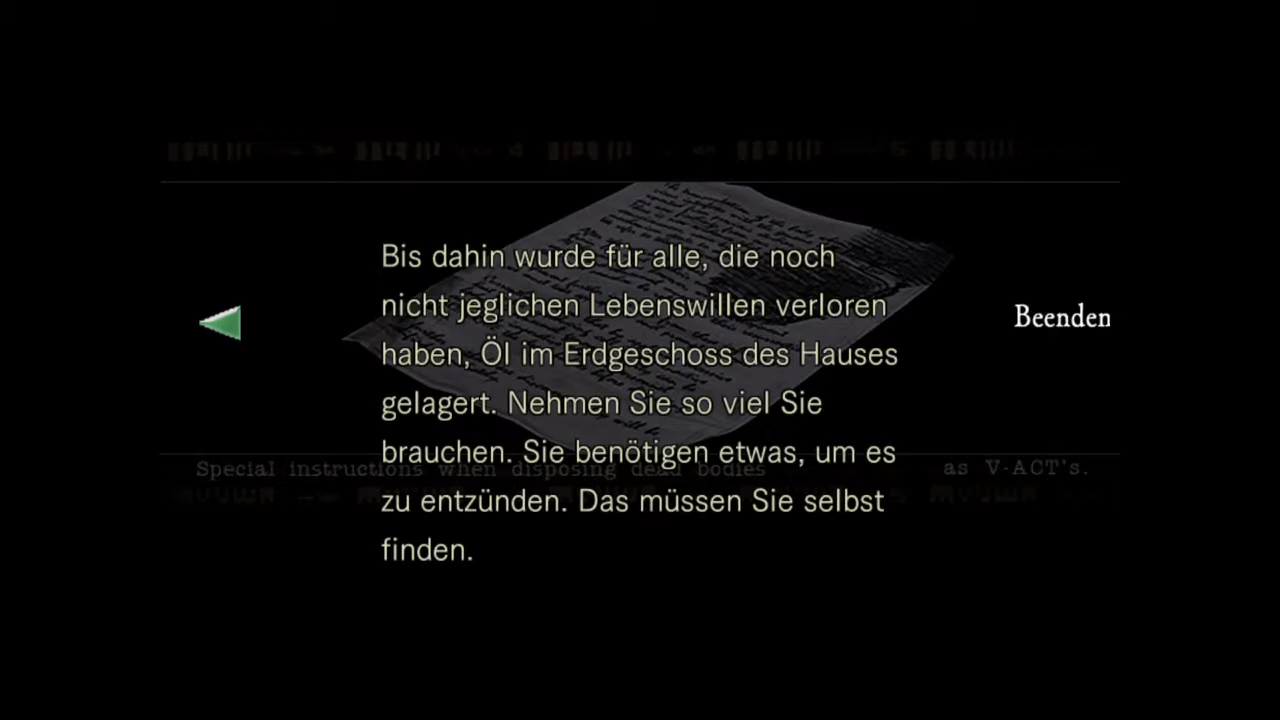 Bis dahin wurde für alle, die noch
nicht jeglichen Lebenswillen verloren
haben, Öl im Erdgeschoss des Hauses
Beenden
gelagert. Nehmen Sie so viel Sie
brauchen. Sie benötigen etwas, um es
Special instructions when disposing dead bodies as V-ACT's.
zu entzünden. Das müssen Sie selbst
finden.